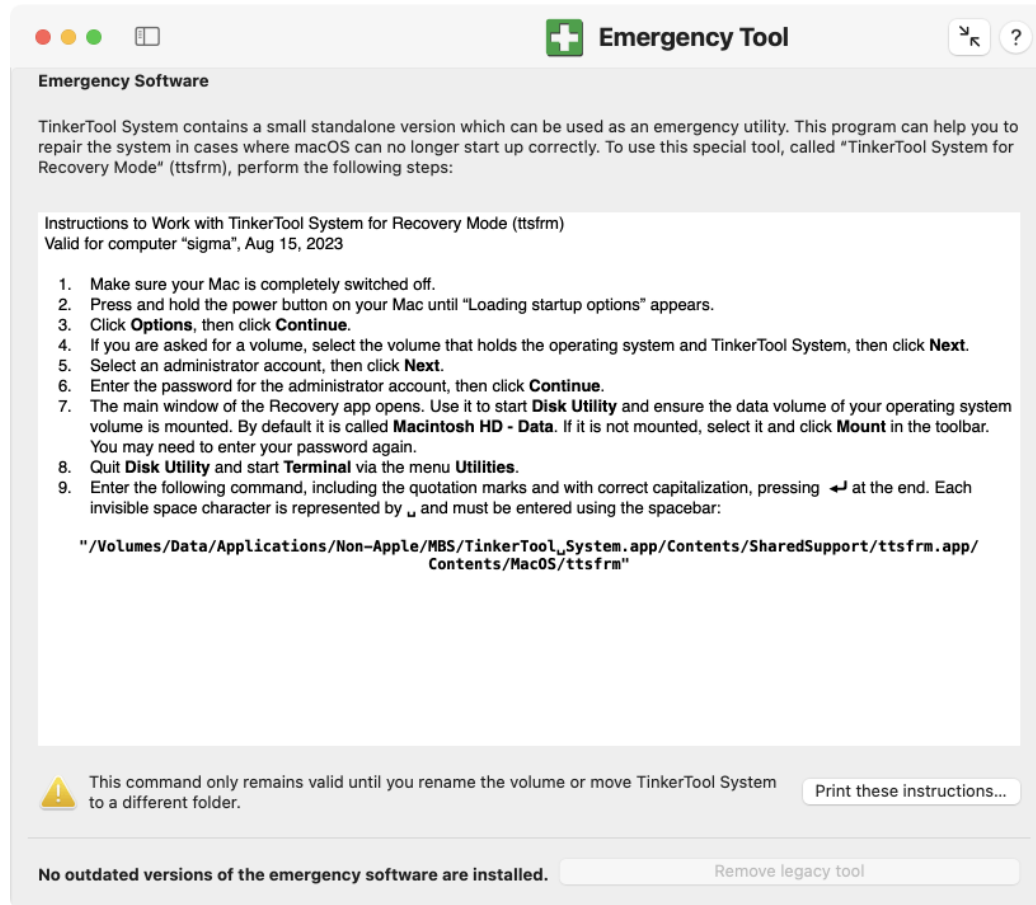 Emergency Tool
?
Emergency Software
TinkerTool System contains a small standalone version which can be used as an emergency utility. This program can help you to
repair the system in cases where macOS can no longer start up correctly. To use this special tool, called "TinkerTool System for
Recovery Mode" (ttsfrm), perform the following steps:
Instructions to Work with TinkerTool System for Recovery Mode (ttsfrm)
Valid for computer “sigma”, Aug 15, 2023
1. Make sure your Mac is completely switched off.
2. Press and hold the power button on your Mac until “Loading startup options” appears.
3. Click Options, then click Continue.
4. If you are asked for a volume, select the volume that holds the operating system and TinkerTool System, then click Next.
5. Select an administrator account, then click Next.
6. Enter the password for the administrator account, then click Continue.
7. The main window of the Recovery app opens. Use it to start Disk Utility and ensure the data volume of your operating system
volume is mounted. By default it is called Macintosh HD - Data. If it is not mounted, select it and click Mount in the toolbar.
You may need to enter your password again.
8. Quit Disk Utility and start Terminal via the menu Utilities.
9. Enter the following command, including the quotation marks and with correct capitalization, pressing ↵ at the end. Each
invisible space character is represented by ␣ and must be entered using the spacebar:
"/Volumes/Data/Applications/Non-Apple/MBS/TinkerTool␣System.app/Contents/SharedSupport/ttsfrm.app/
Contents/MacOS/ttsfrm"
This command only remains valid until you rename the volume or move TinkerTool System
to a different folder.
Print these instructions...
No outdated versions of the emergency software are installed.
Remove legacy tool